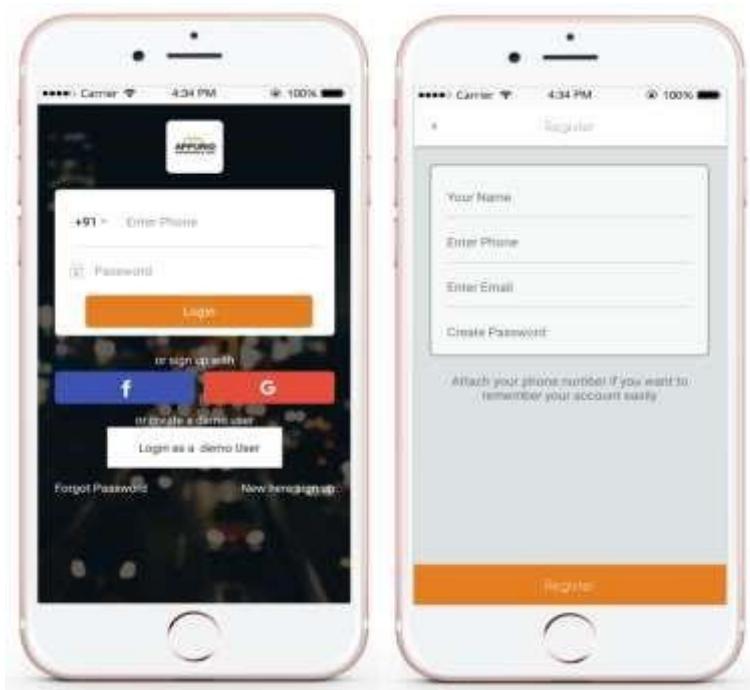 Carrier 4:34 PM 100%
APPORIO
+91 Enter Phone
Password
Login
or sign up with
f G
or create a demo user
Login as a demo User
Forgot Password New here sign up
Carrier 4:34 PM 100%
Register
Your Name
Enter Phone
Enter Email
Create Password
Attach your phone number if you want to
remember your account easily
Register